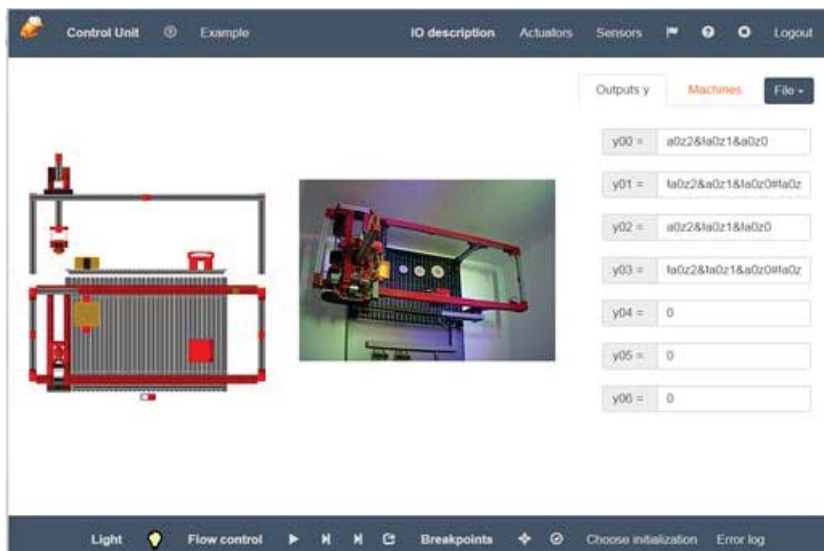 Control Unit Example IO description Actuators Sensors Logout
Outputs y Machines File
y00 = a0z2&!a0z1&a0z0
y01 = !a0z2&a0z1&!a0z0#!a0z
y02 = a0z2&!a0z1&!a0z0
y03 = !a0z2&!a0z1&a0z0#!a0z
y04 = 0
y05 = 0
y06 = 0
Light Flow control Breakpoints Choose initialization Error log